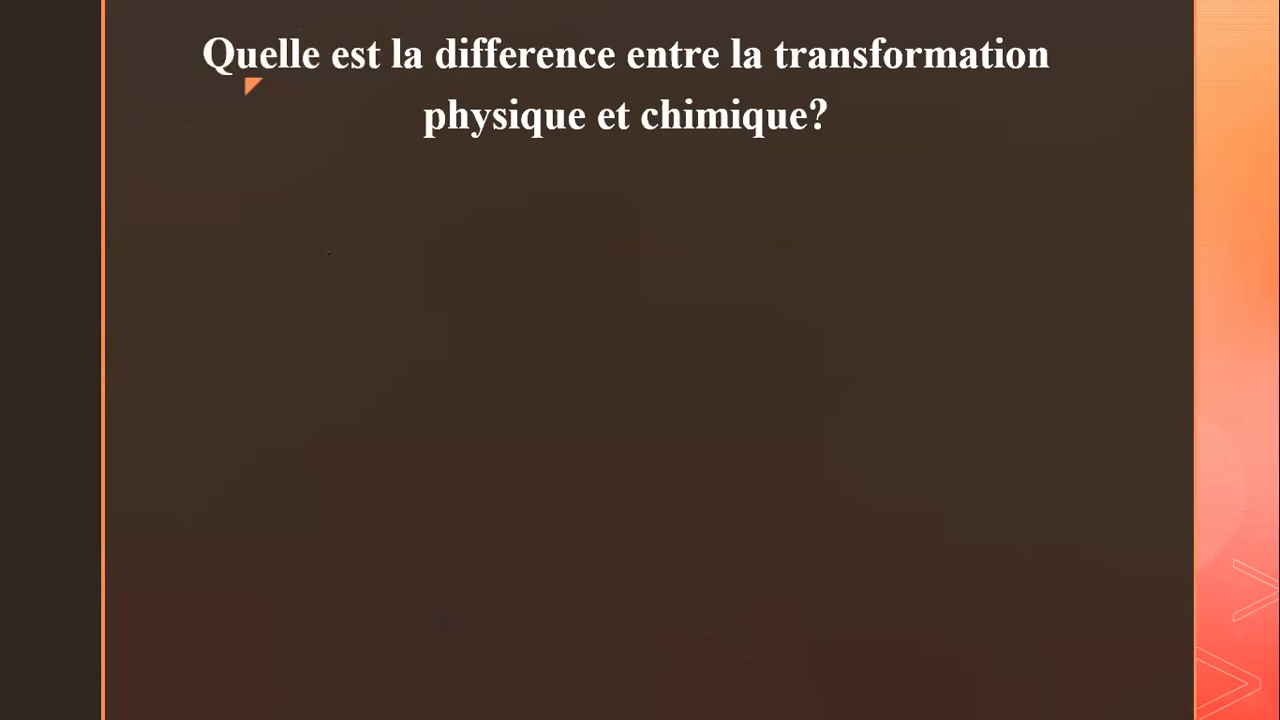 Quelle est la difference entre la transformation
physique et chimique?